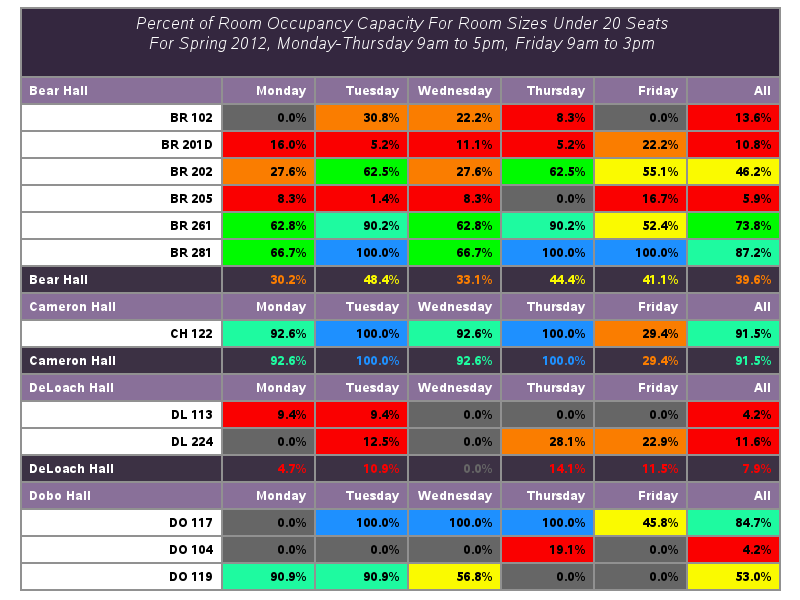 Percent of Room Occupancy Capacity For Room Sizes Under 20 Seats
For Spring 2012, Monday-Thursday 9am to 5pm, Friday 9am to 3pm
Bear Hall Monday Tuesday Wednesday Thursday Friday All
BR 102 0.0% 30.8% 22.2% 8.3% 0.0% 13.6%
BR 201D 16.0% 5.2% 11.1% 5.2% 22.2% 10.8%
BR 202 27.6% 62.5% 27.6% 62.5% 55.1% 46.2%
BR 205 8.3% 1.4% 8.3% 0.0% 16.7% 5.9%
BR 261 62.8% 90.2% 62.8% 90.2% 52.4% 73.8%
BR 281 66.7% 100.0% 66.7% 100.0% 100.0% 87.2%
Bear Hall 30.2% 48.4% 33.1% 44.4% 41.1% 39.6%
Cameron Hall Monday Tuesday Wednesday Thursday Friday All
CH 122 92.6% 100.0% 92.6% 100.0% 29.4% 91.5%
Cameron Hall 92.6% 100.0% 92.6% 100.0% 29.4% 91.5%
DeLoach Hall Monday Tuesday Wednesday Thursday Friday All
DL 113 9.4% 9.4% 0.0% 0.0% 0.0% 4.2%
DL 224 0.0% 12.5% 0.0% 28.1% 22.9% 11.6%
DeLoach Hall 4.7% 10.9% 0.0% 14.1% 11.5% 7.9%
Dobo Hall Monday Tuesday Wednesday Thursday Friday All
DO 117 0.0% 100.0% 100.0% 100.0% 45.8% 84.7%
DO 104 0.0% 0.0% 0.0% 19.1% 0.0% 4.2%
DO 119 90.9% 90.9% 56.8% 0.0% 0.0% 53.0%